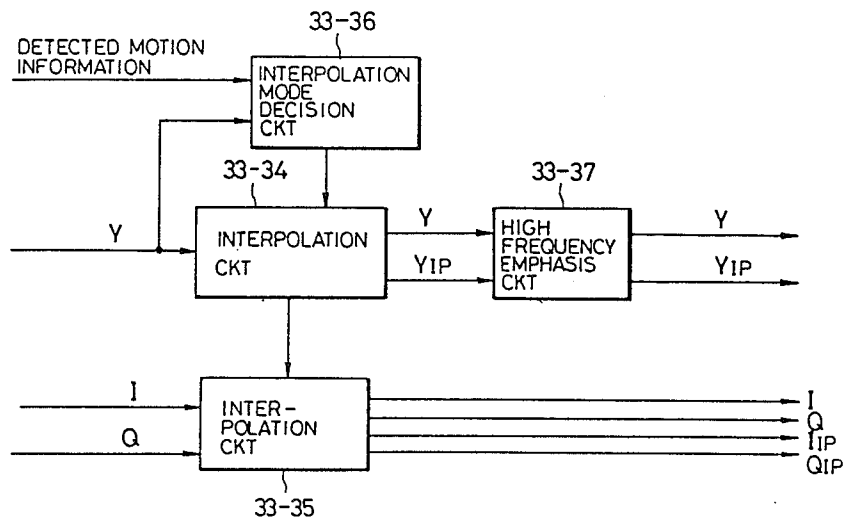 33-36
DETECTED MOTION
INFORMATION
INTERPOLATION
MODE
DECISION
CKT
33-34
33-37
Y
INTERPOLATION
CKT
Y
YIP
HIGH
FREQUENCY
EMPHASIS
CKT
Y
YIP
I
Q
INTER-
POLATION
CKT
I
Q
IIP
QIP
33-35